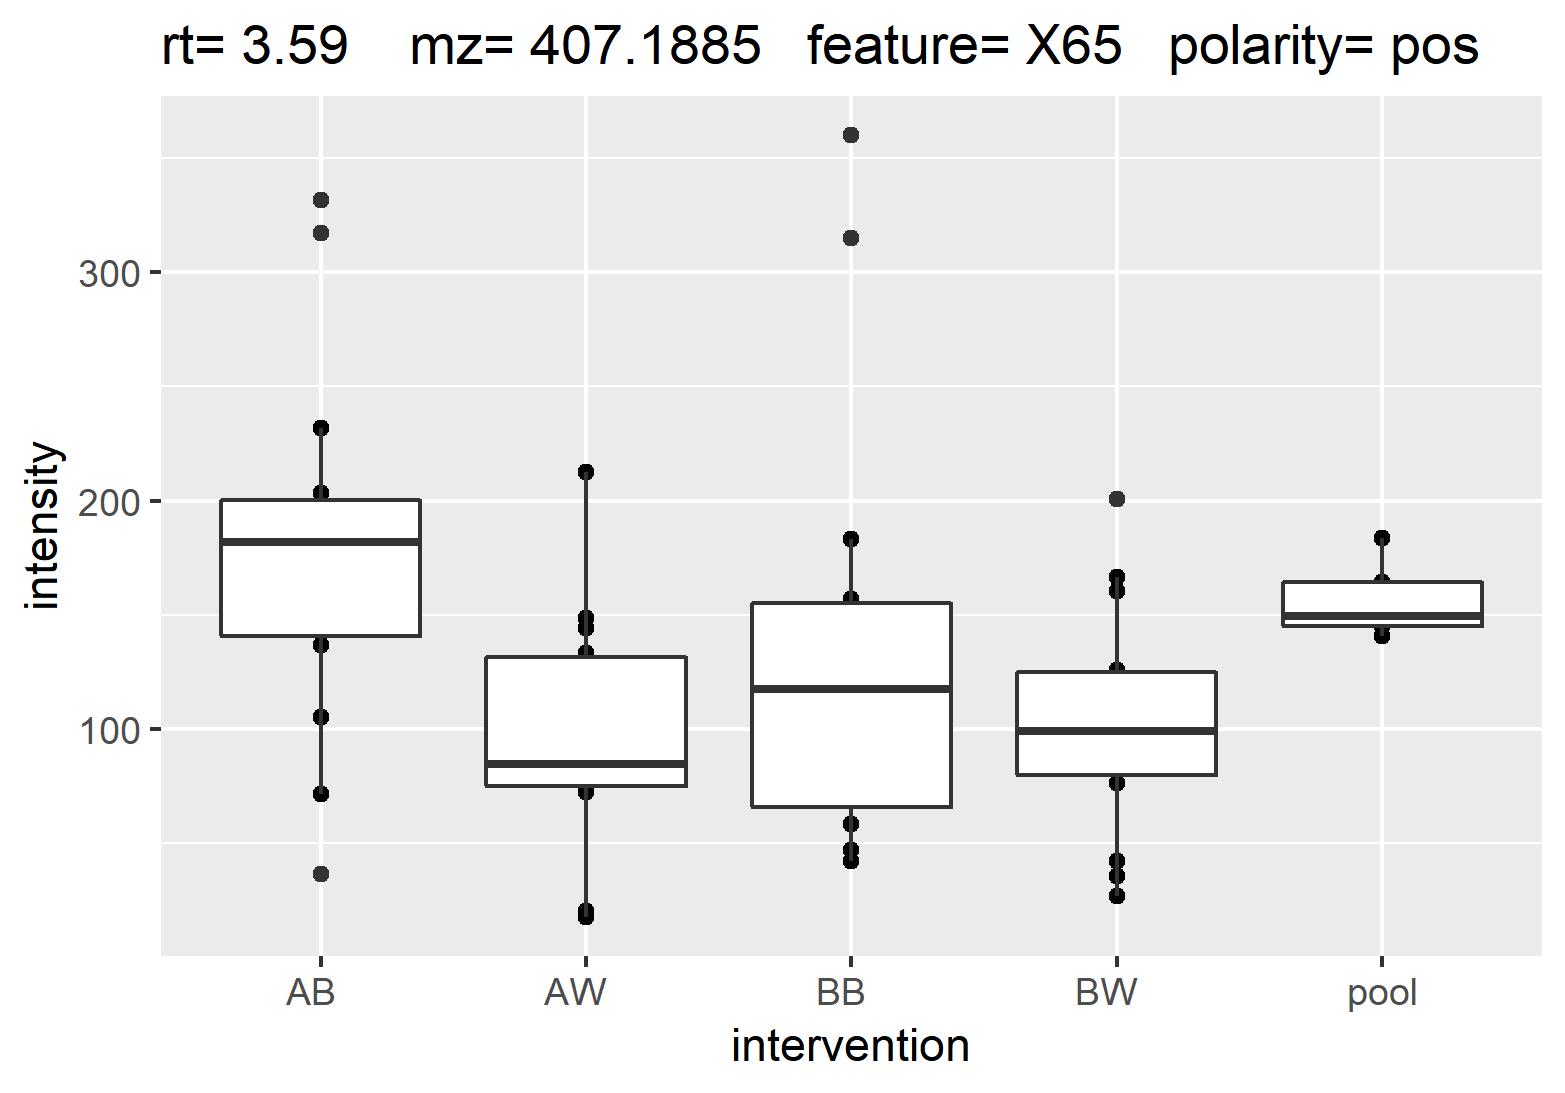 rt= 3.59 mz= 407.1885 feature= X65 polarity= pos
intensity
300
200
100
AB AW BB BW pool
intervention